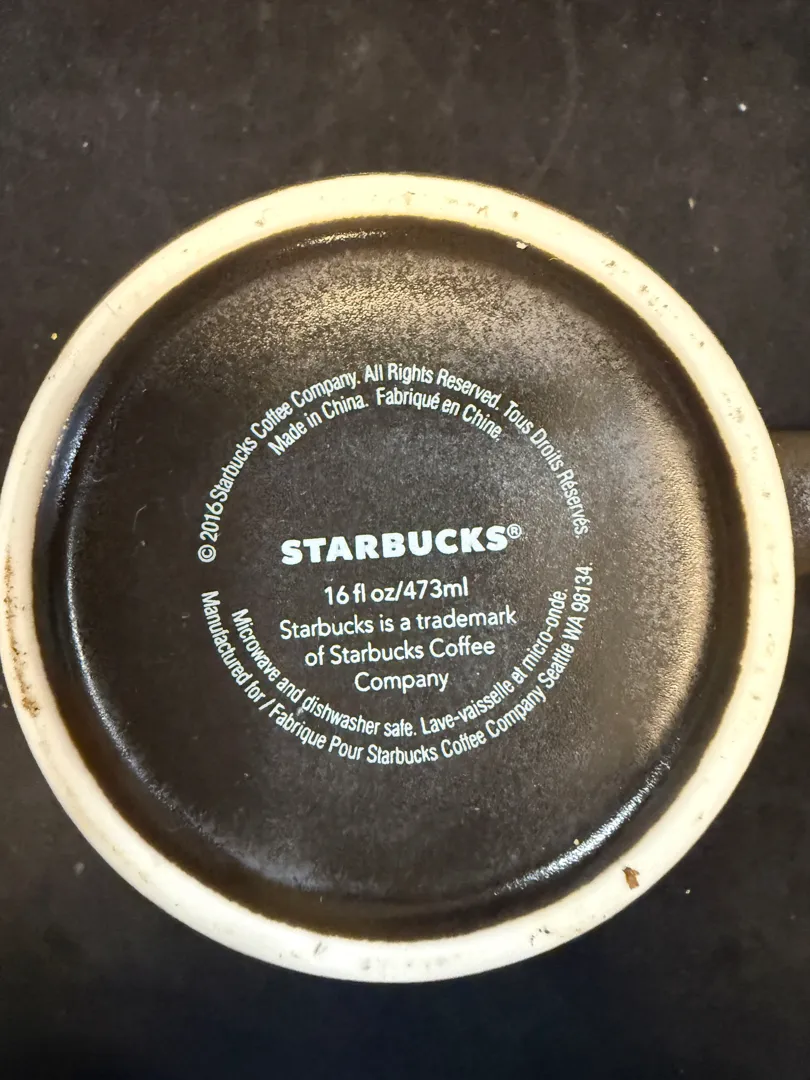 © 2016 Starbucks Coffee Company. All Rights Reserved. Tous Droits Réservés.
Made in China. Fabriqué en Chine.
STARBUCKS®
16 fl oz/473ml
Starbucks is a trademark
of Starbucks Coffee
Company
Microwave and dishwasher safe. Lave-vaisselle et micro-onde.
Manufactured for / Fabrique Pour Starbucks Coffee Company Seattle WA 98134.